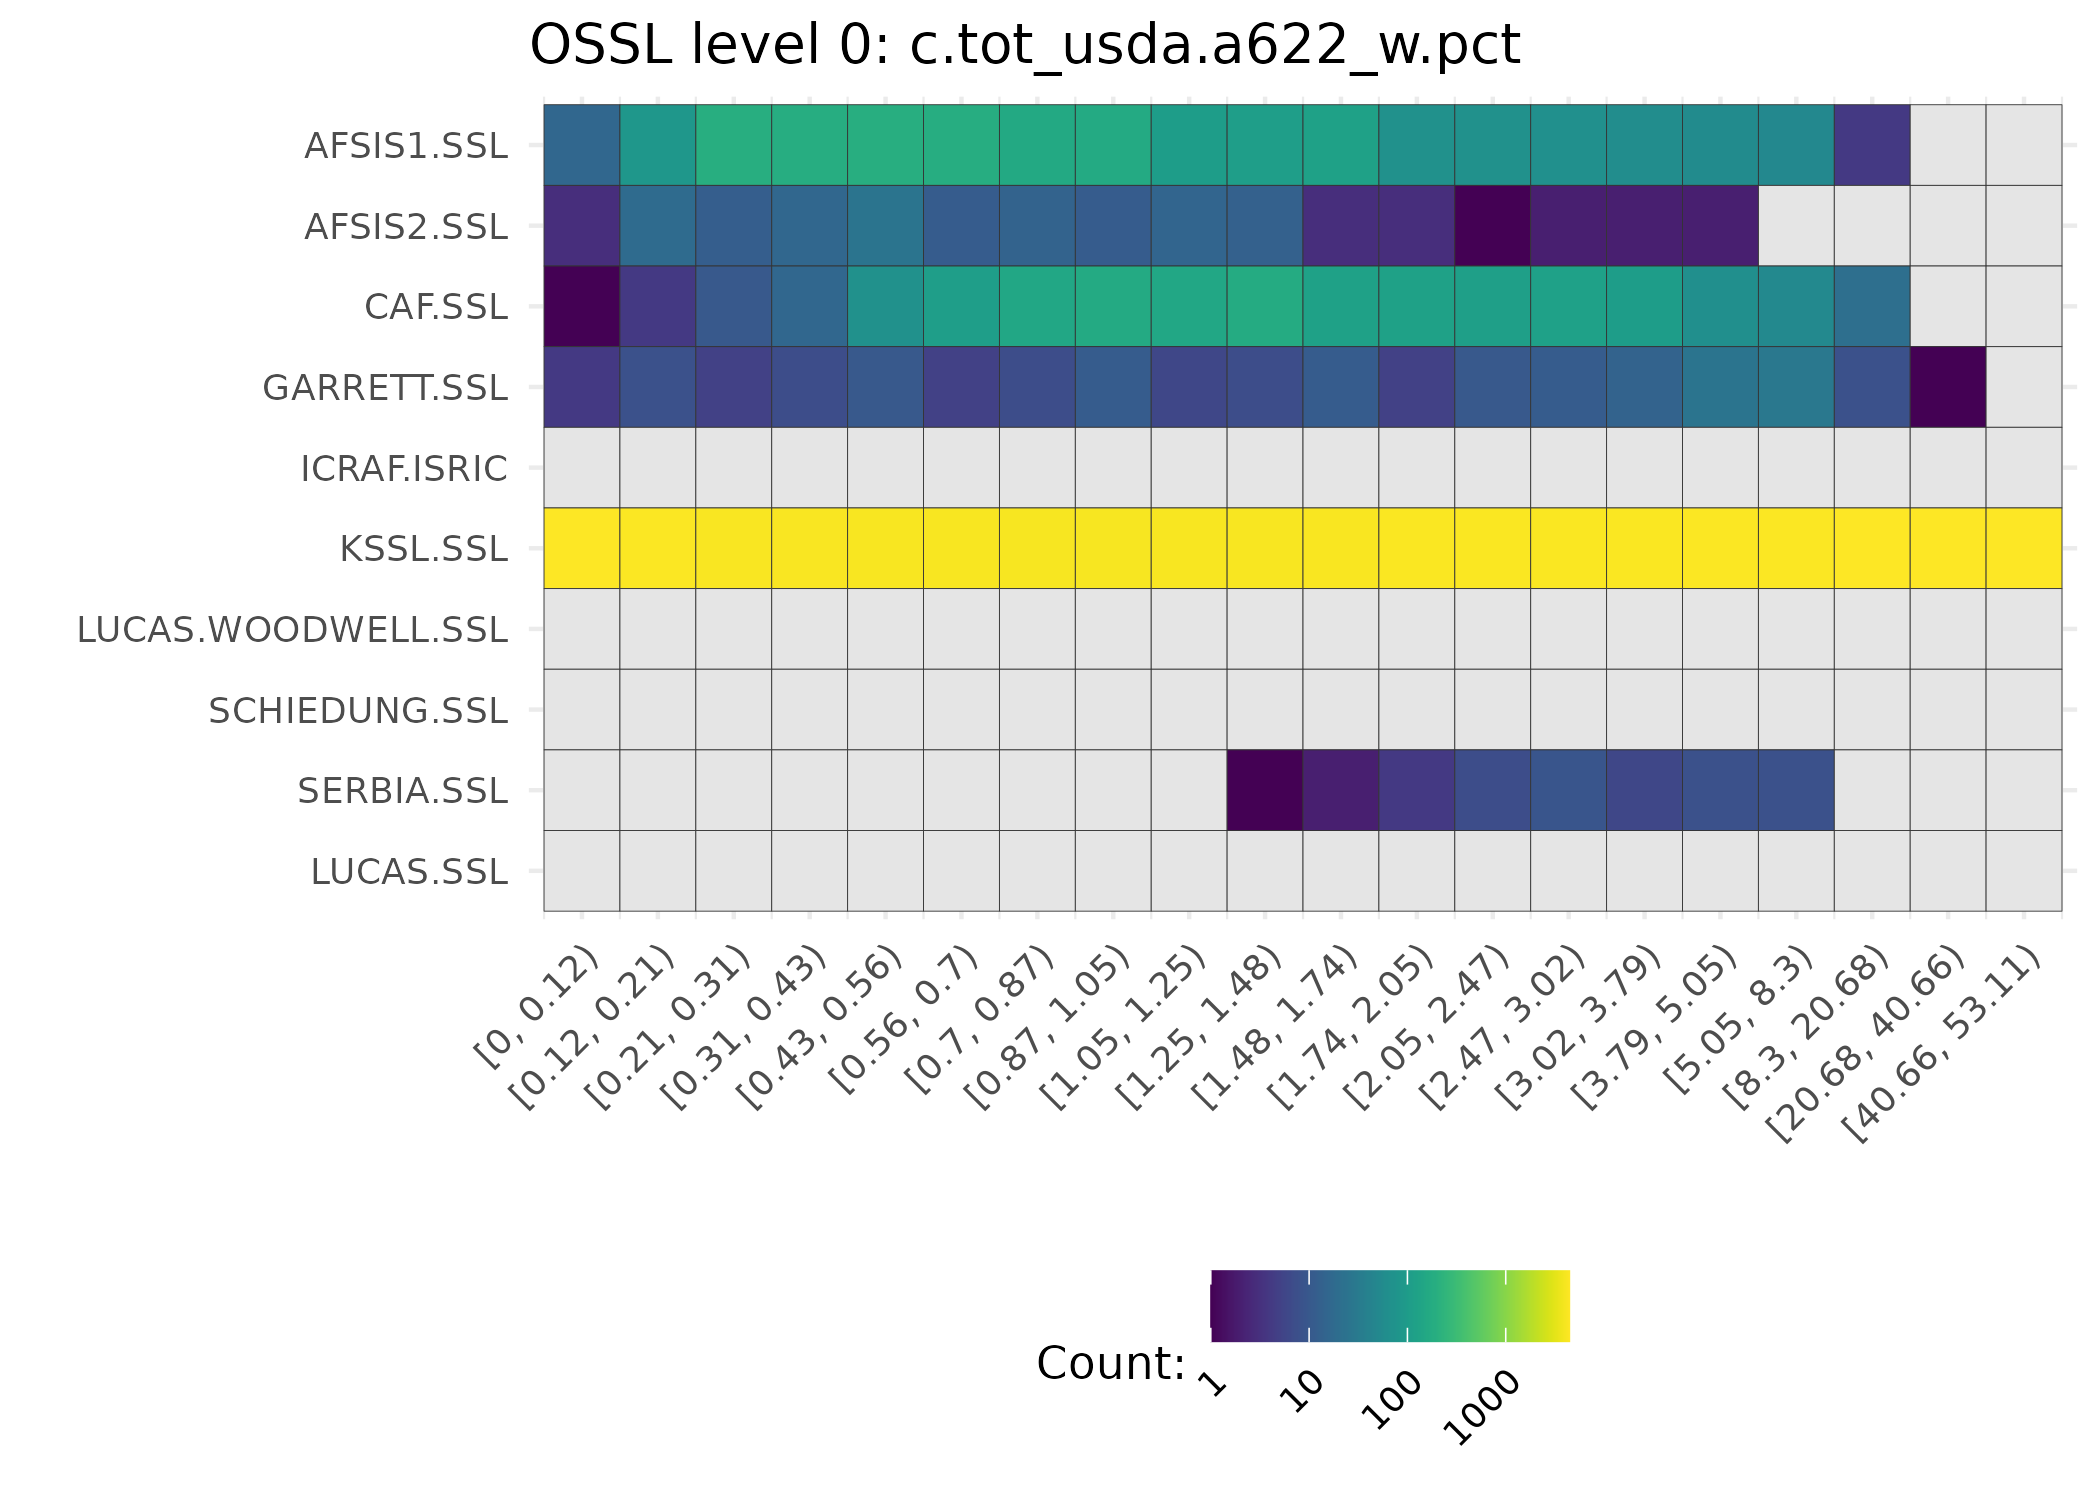 OSSL level 0: c.tot_usda.a622_w.pct
AFSIS1.SSL
AFSIS2.SSL
CAF.SSL
GARRETT.SSL
ICRAF.ISRIC
KSSL.SSL
LUCAS.WOODWELL.SSL
SCHIEDUNG.SSL
SERBIA.SSL
LUCAS.SSL
[0, 0.12)
[0.12, 0.21)
[0.21, 0.31)
[0.31, 0.43)
[0.43, 0.56)
[0.56, 0.7)
[0.7, 0.87)
[0.87, 1.05)
[1.05, 1.25)
[1.25, 1.48)
[1.48, 1.74)
[1.74, 2.05)
[2.05, 2.47)
[2.47, 3.02)
[3.02, 3.79)
[3.79, 5.05)
[5.05, 8.3)
[8.3, 20.68)
[20.68, 40.66)
[40.66, 53.11)
Count:
1
10
100
1000